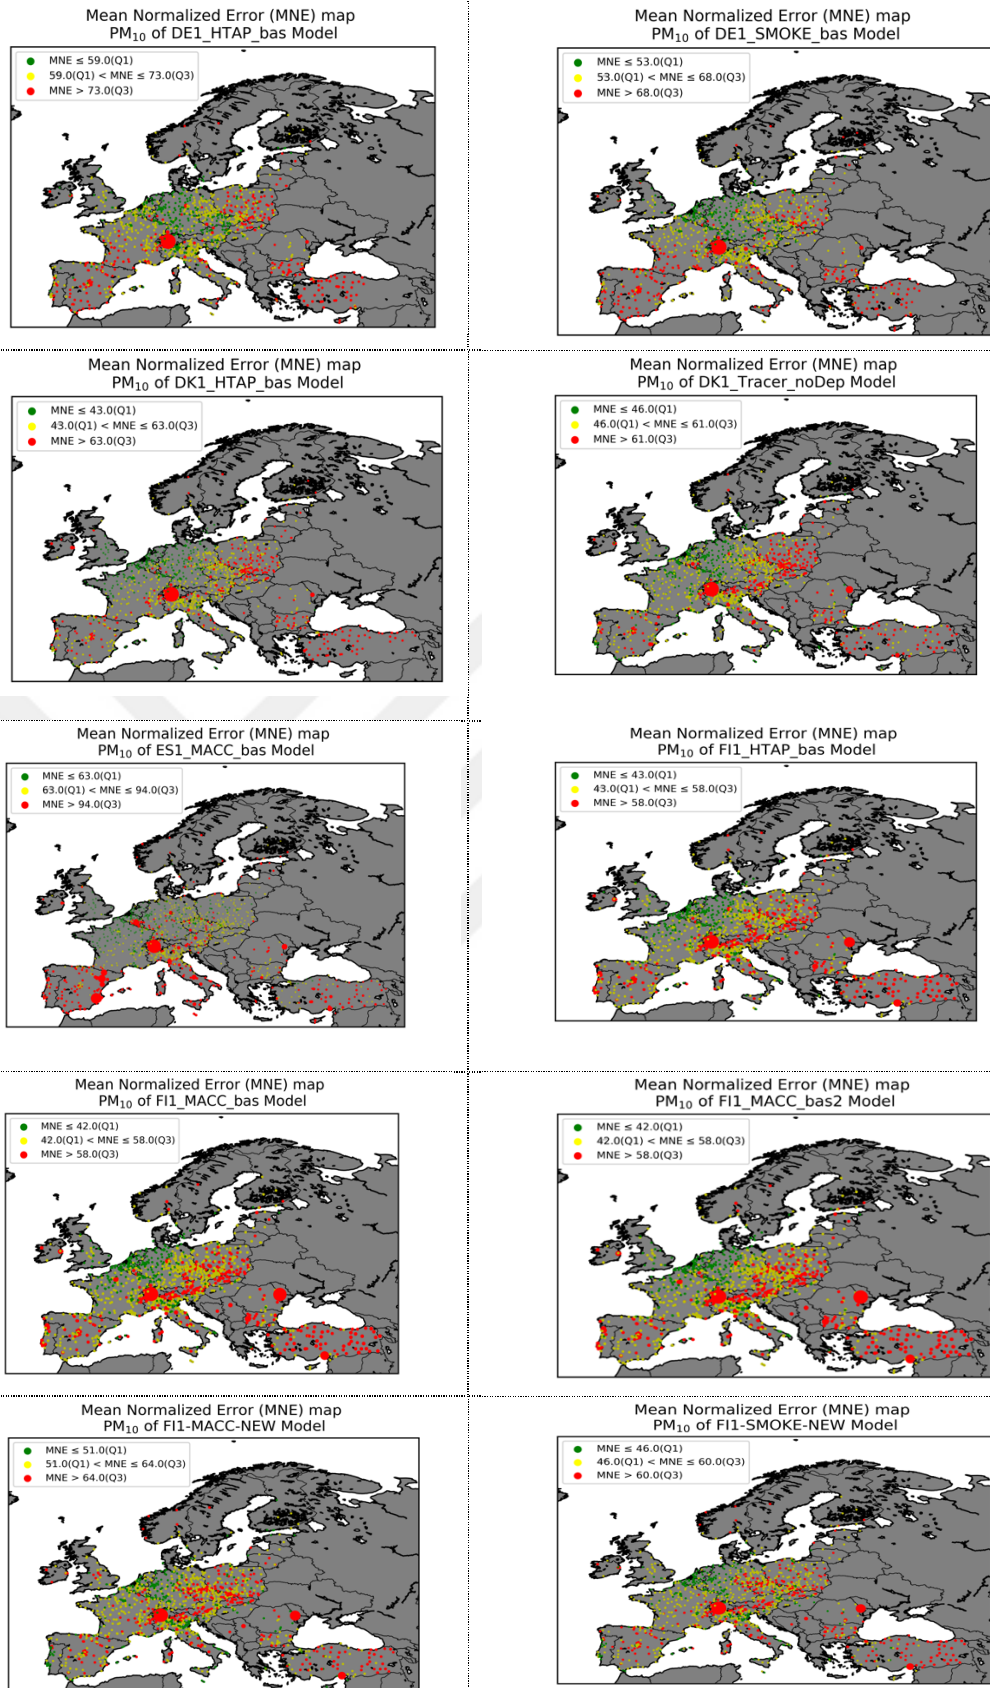 Mean Normalized Error (MNE) map
PM₁₀ of DE1_HTAP_bas Model
MNE ≤ 59.0(Q1)
59.0(Q1) < MNE ≤ 73.0(Q3)
MNE > 73.0(Q3)
Mean Normalized Error (MNE) map
PM₁₀ of DE1_SMOKE_bas Model
MNE ≤ 53.0(Q1)
53.0(Q1) < MNE ≤ 68.0(Q3)
MNE > 68.0(Q3)
Mean Normalized Error (MNE) map
PM₁₀ of DK1_HTAP_bas Model
MNE ≤ 43.0(Q1)
43.0(Q1) < MNE ≤ 63.0(Q3)
MNE > 63.0(Q3)
Mean Normalized Error (MNE) map
PM₁₀ of DK1_Tracer_noDep Model
MNE ≤ 46.0(Q1)
46.0(Q1) < MNE ≤ 61.0(Q3)
MNE > 61.0(Q3)
Mean Normalized Error (MNE) map
PM₁₀ of ES1_MACC_bas Model
MNE ≤ 63.0(Q1)
63.0(Q1) < MNE ≤ 94.0(Q3)
MNE > 94.0(Q3)
Mean Normalized Error (MNE) map
PM₁₀ of FI1_HTAP_bas Model
MNE ≤ 43.0(Q1)
43.0(Q1) < MNE ≤ 58.0(Q3)
MNE > 58.0(Q3)
Mean Normalized Error (MNE) map
PM₁₀ of FI1_MACC_bas Model
MNE ≤ 42.0(Q1)
42.0(Q1) < MNE ≤ 58.0(Q3)
MNE > 58.0(Q3)
Mean Normalized Error (MNE) map
PM₁₀ of FI1_MACC_bas2 Model
MNE ≤ 42.0(Q1)
42.0(Q1) < MNE ≤ 58.0(Q3)
MNE > 58.0(Q3)
Mean Normalized Error (MNE) map
PM₁₀ of FI1-MACC-NEW Model
MNE ≤ 51.0(Q1)
51.0(Q1) < MNE ≤ 64.0(Q3)
MNE > 64.0(Q3)
Mean Normalized Error (MNE) map
PM₁₀ of FI1-SMOKE-NEW Model
MNE ≤ 46.0(Q1)
46.0(Q1) < MNE ≤ 60.0(Q3)
MNE > 60.0(Q3)